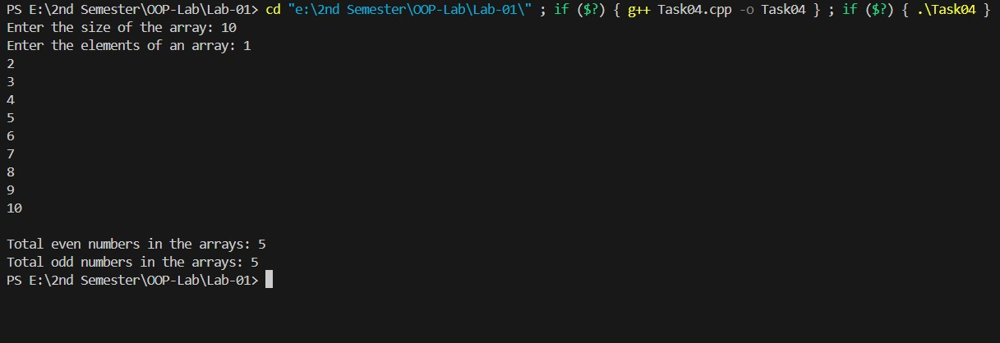 PS E:\2nd Semester\OOP-Lab\Lab-01> cd "e:\2nd Semester\OOP-Lab\Lab-01\" ; if ($?) { g++ Task04.cpp -o Task04 } ; if ($?) { .\Task04 }
Enter the size of the array: 10
Enter the elements of an array: 1
2
3
4
5
6
7
8
9
10
Total even numbers in the arrays: 5
Total odd numbers in the arrays: 5
PS E:\2nd Semester\OOP-Lab\Lab-01>